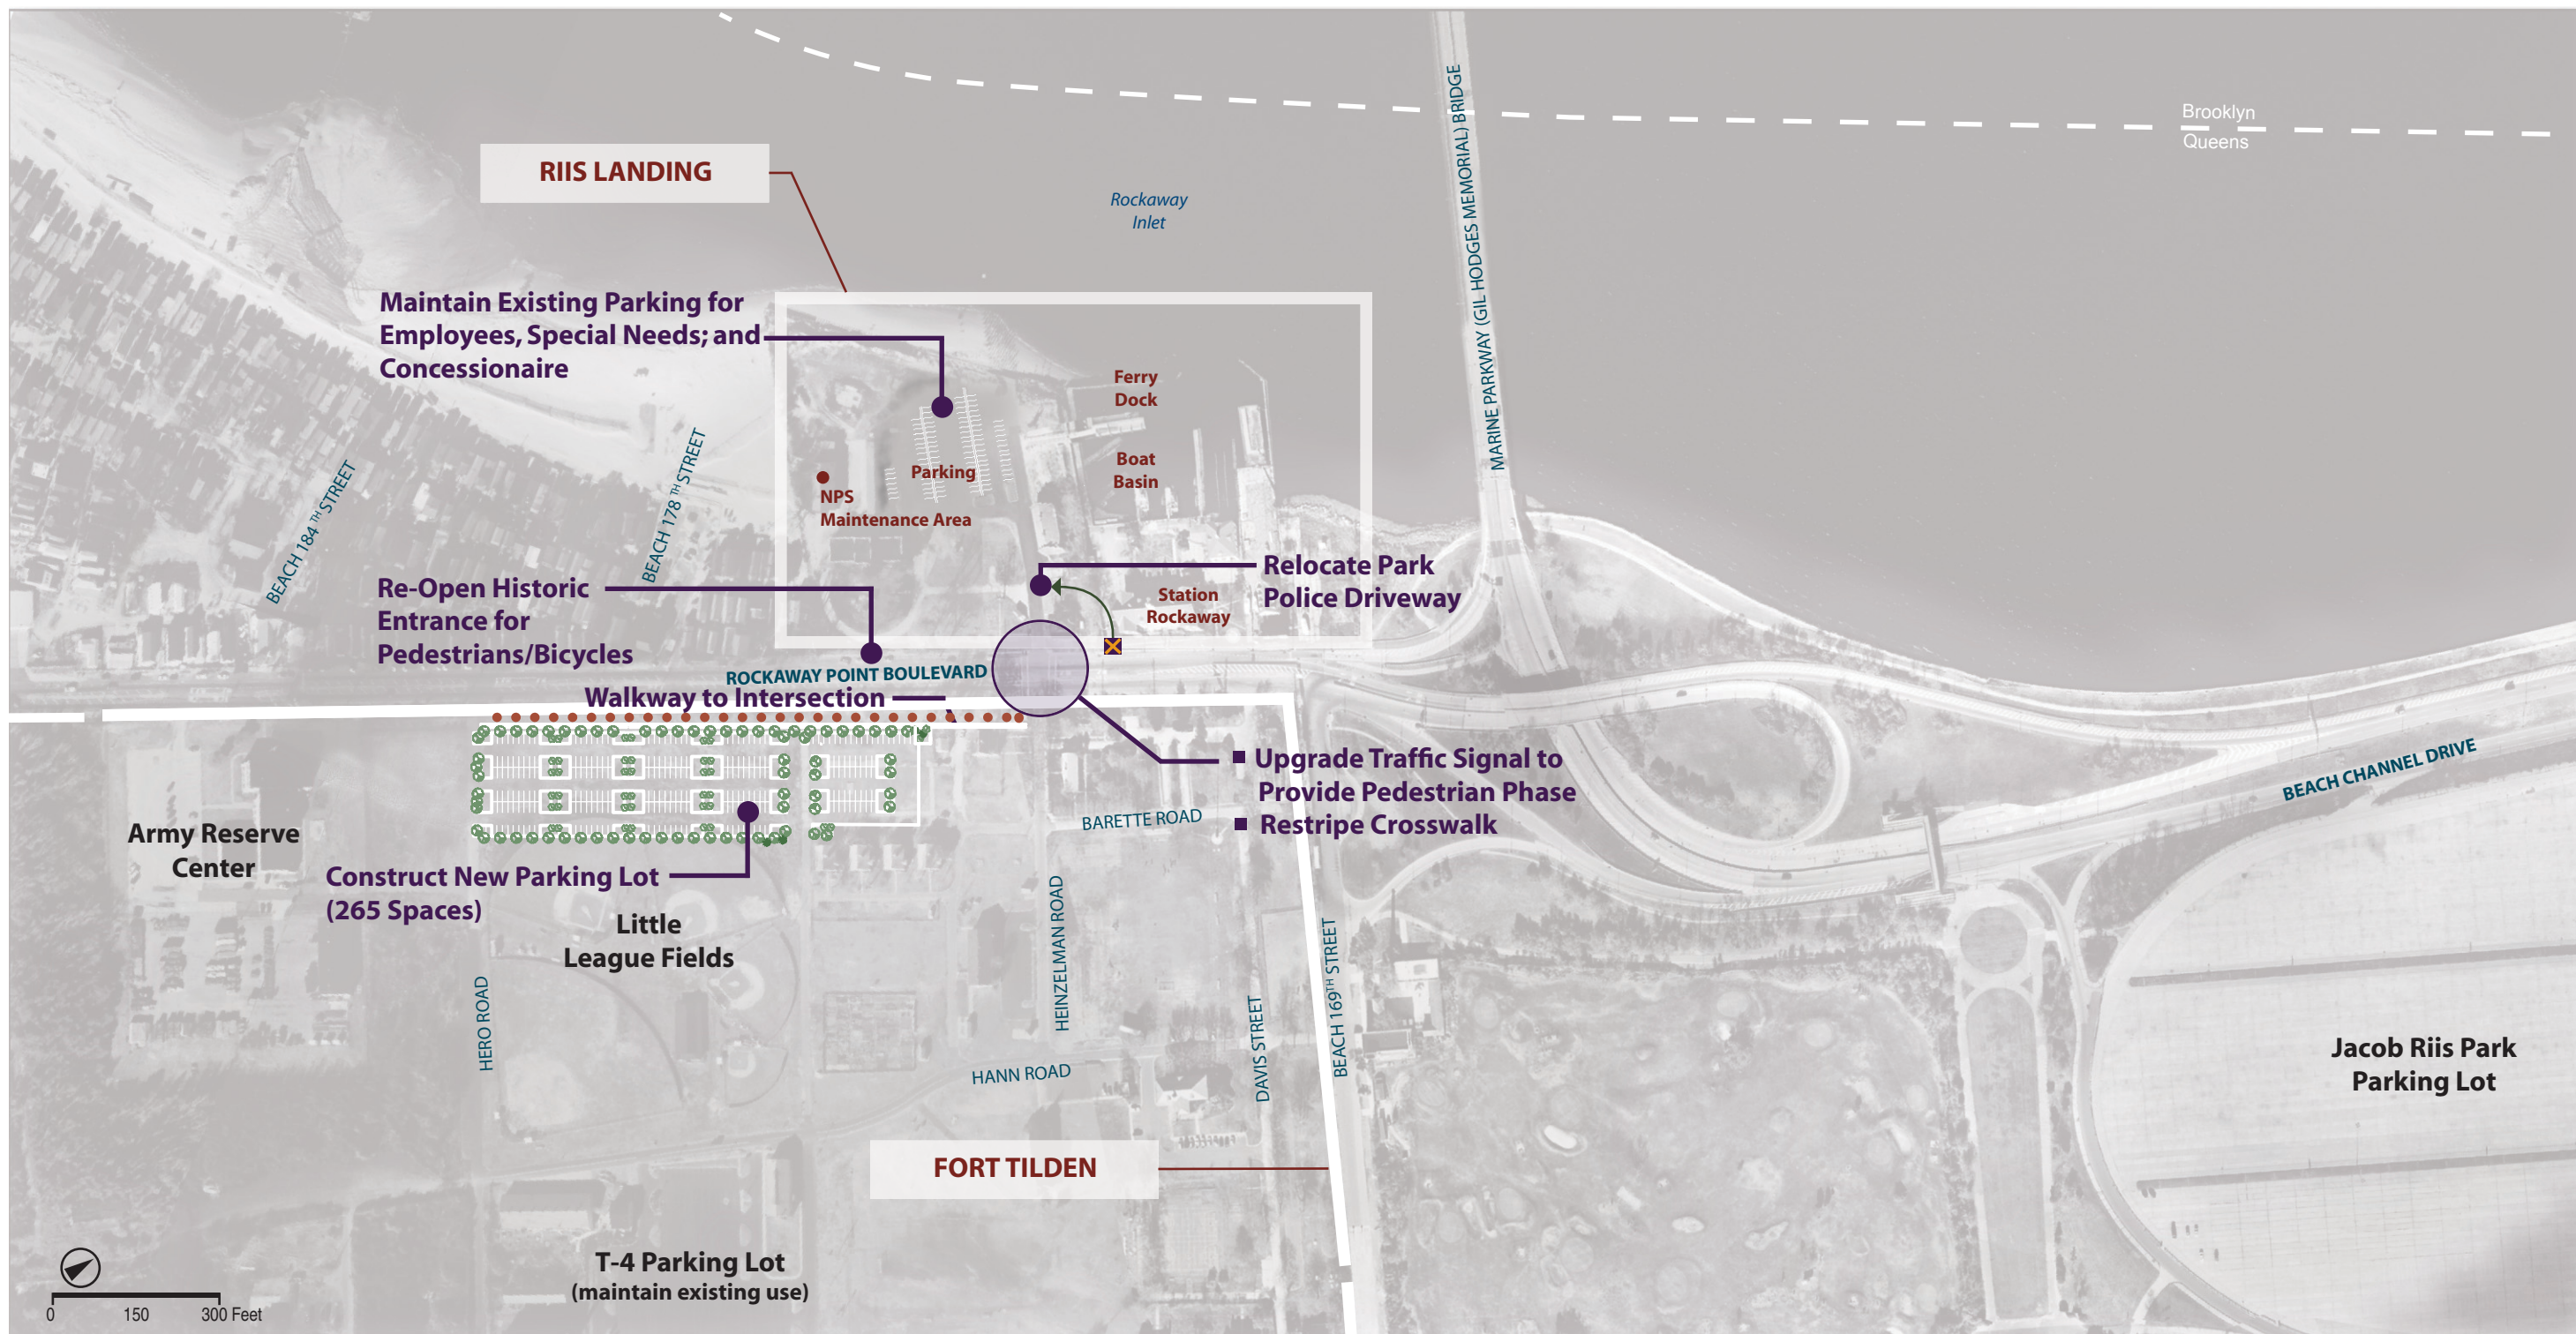 Brooklyn
Queens
MARINE PARKWAY (GIL HODGES MEMORIAL) BRIDGE
RIIS LANDING
Rockaway
Inlet
Maintain Existing Parking for
Employees, Special Needs; and
Concessionaire
Ferry
Dock
Boat
Basin
Parking
NPS
Maintenance Area
BEACH 184TH STREET
BEACH 178TH STREET
Relocate Park
Police Driveway
Station
Rockaway
Re-Open Historic
Entrance for
Pedestrians/Bicycles
ROCKAWAY POINT BOULEVARD
Walkway to Intersection
■ Upgrade Traffic Signal to
Provide Pedestrian Phase
■ Restripe Crosswalk
BEACH CHANNEL DRIVE
BARETTE ROAD
Army Reserve
Center
Construct New Parking Lot
(265 Spaces)
Little
League Fields
HERO ROAD
HEINZELMAN ROAD
HANN ROAD
DAVIS STREET
BEACH 169TH STREET
Jacob Riis Park
Parking Lot
FORT TILDEN
T-4 Parking Lot
(maintain existing use)
0 150 300 Feet